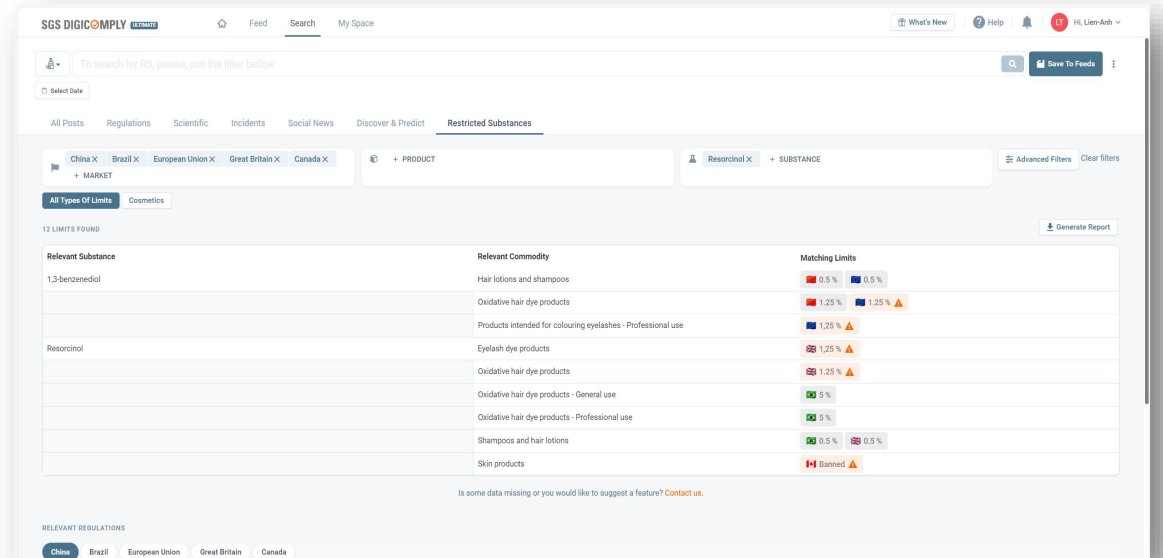 SGS DIGICOMPLY ULTIMATE Feed Search My Space What's New Help LT Hi, Lien-Anh
To search for RS, please, use the filter bellow Save To Feeds
Select Date
All Posts Regulations Scientific Incidents Social News Discover & Predict Restricted Substances
China × Brazil × European Union × Great Britain × Canada × + PRODUCT Resorcinol × + SUBSTANCE Advanced Filters Clear filters
+ MARKET
All Types Of Limits Cosmetics
12 LIMITS FOUND Generate Report
Relevant Substance Relevant Commodity Matching Limits
1,3-benzenediol Hair lotions and shampoos 0.5 % 0.5 %
Oxidative hair dye products 1.25 % 1.25 %
Products intended for colouring eyelashes - Professional use 1,25 %
Resorcinol Eyelash dye products 1,25 %
Oxidative hair dye products 1.25 %
Oxidative hair dye products - General use 5 %
Oxidative hair dye products - Professional use 5 %
Shampoos and hair lotions 0.5 % 0.5 %
Skin products Banned
Is some data missing or you would like to suggest a feature? Contact us.
RELEVANT REGULATIONS
China Brazil European Union Great Britain Canada